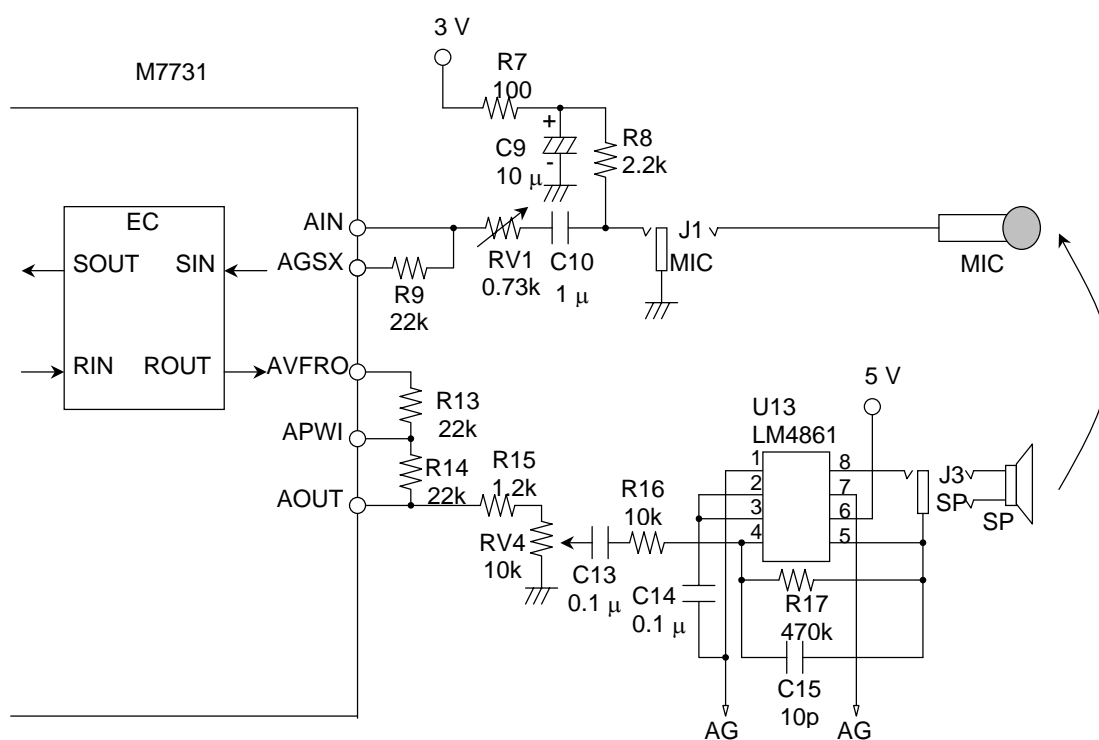 3 V
M7731
R7
100
+
C9
10 μ
-
R8
2.2k
EC
SOUT
SIN
RIN
ROUT
AIN
AGSX
R9
22k
RV1
0.73k
C10
1 μ
J1
MIC
MIC
AVFRO
APWI
AOUT
R13
22k
R14
22k
R15
1.2k
RV4
10k
C13
0.1 μ
R16
10k
C14
0.1 μ
5 V
U13
LM4861
1
2
3
4
8
7
6
5
J3
SP
SP
R17
470k
C15
10p
AG
AG